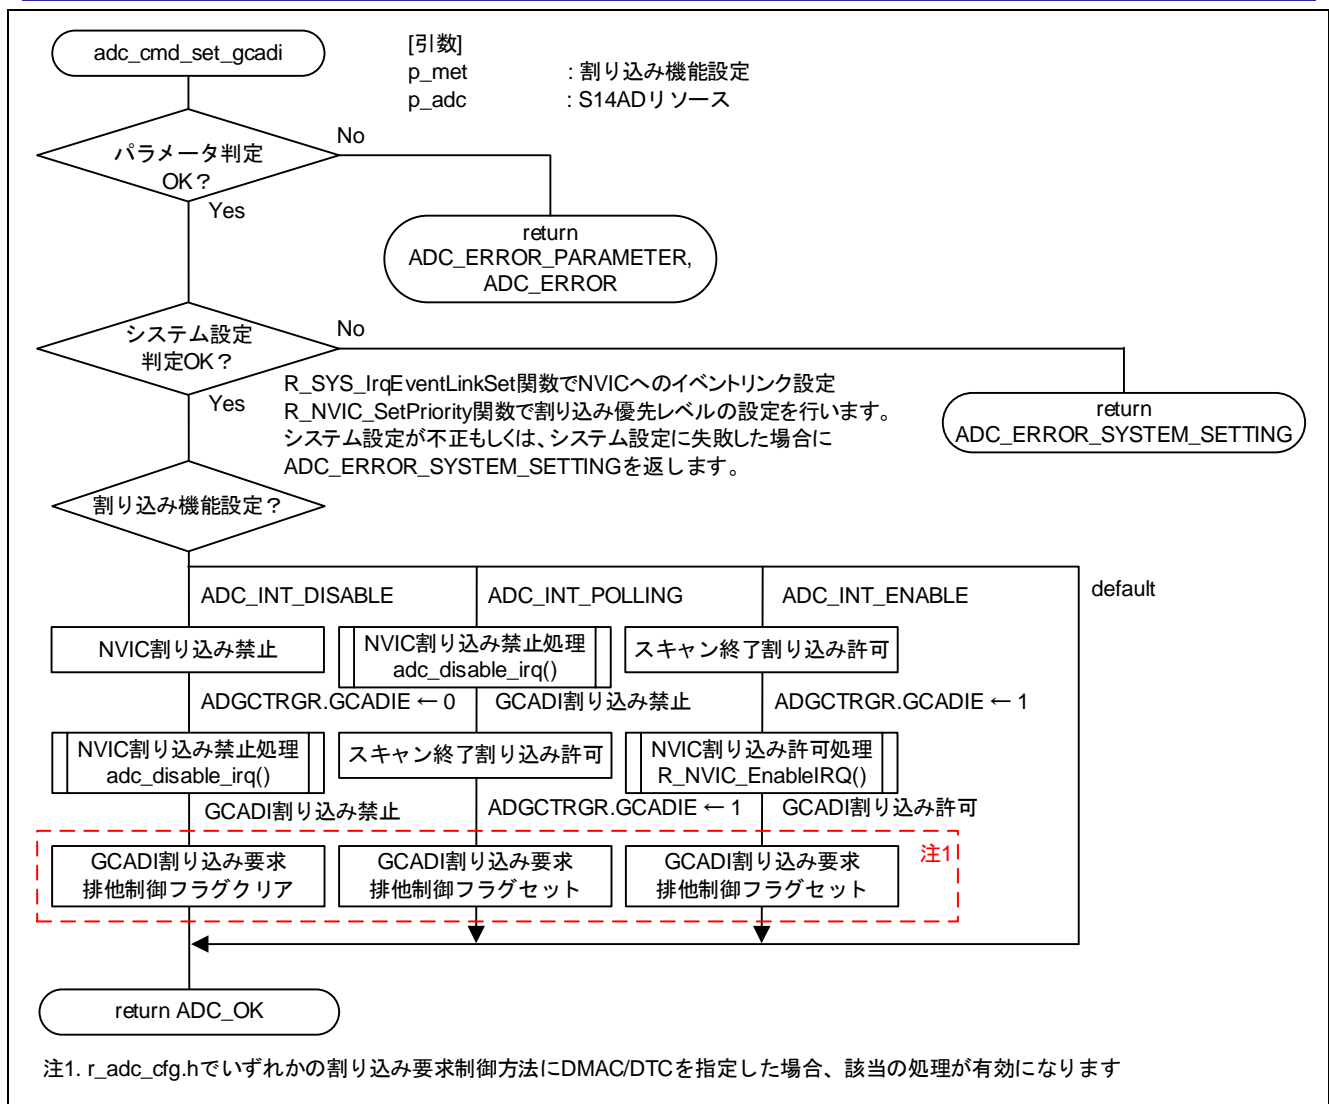 adc_cmd_set_gcadi
[引数]
p_met : 割り込み機能設定
p_adc : S14ADリソース
パラメータ判定
OK?
No
Yes
return
ADC_ERROR_PARAMETER,
ADC_ERROR
システム設定
判定OK?
No
Yes
R_SYS_IrqEventLinkSet関数でNVICへのイベントリンク設定
R_NVIC_SetPriority関数で割り込み優先レベルの設定を行います。
システム設定が不正もしくは、システム設定に失敗した場合に
ADC_ERROR_SYSTEM_SETTINGを返します。
return
ADC_ERROR_SYSTEM_SETTING
割り込み機能設定?
ADC_INT_DISABLE
ADC_INT_POLLING
ADC_INT_ENABLE
default
NVIC割り込み禁止
NVIC割り込み禁止処理
adc_disable_irq()
スキャン終了割り込み許可
ADGCTRGR.GCADIE ← 0
GCADI割り込み禁止
ADGCTRGR.GCADIE ← 1
NVIC割り込み禁止処理
adc_disable_irq()
スキャン終了割り込み許可
NVIC割り込み許可処理
R_NVIC_EnableIRQ()
GCADI割り込み禁止
ADGCTRGR.GCADIE ← 1
GCADI割り込み許可
GCADI割り込み要求
排他制御フラグクリア
GCADI割り込み要求
排他制御フラグセット
GCADI割り込み要求
排他制御フラグセット
注1
return ADC_OK
注1. r_adc_cfg.hでいずれかの割り込み要求制御方法にDMAC/DTCを指定した場合、該当の処理が有効になります